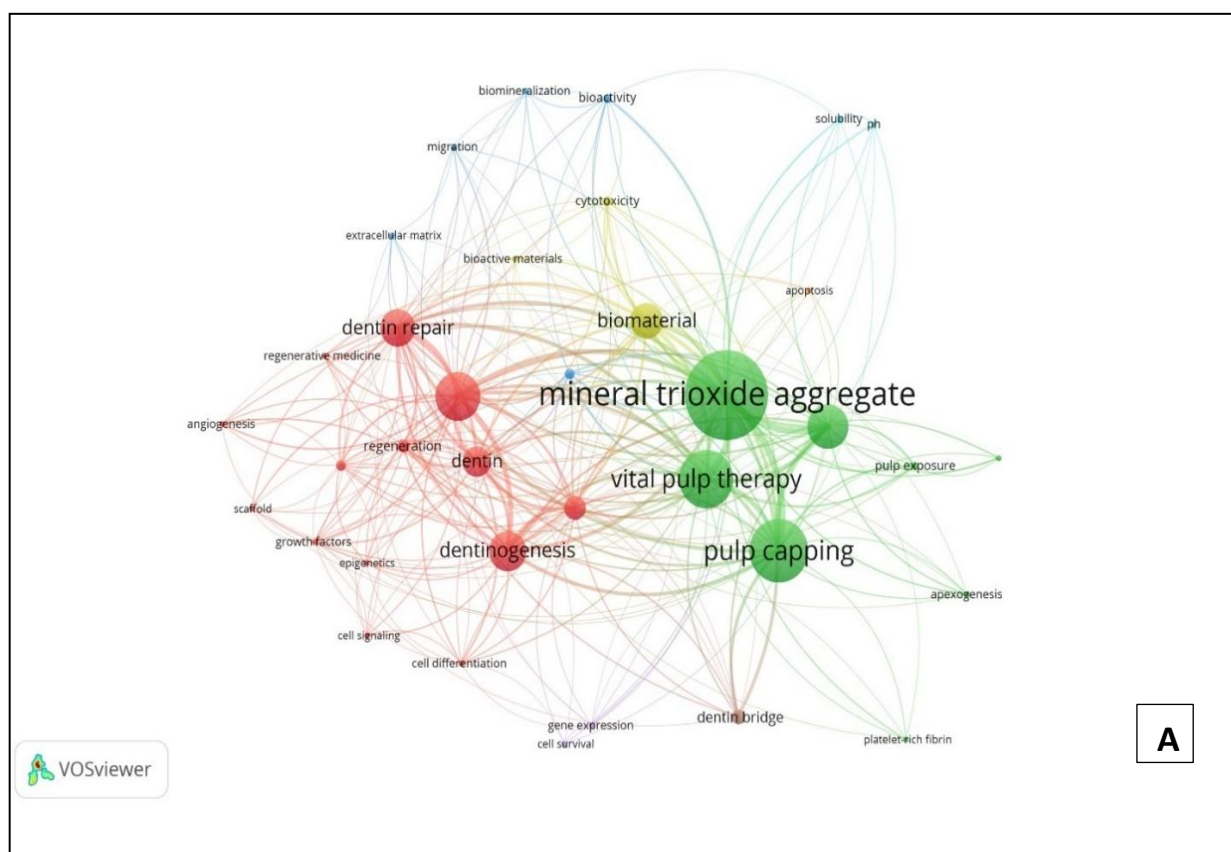 biomineralization
bioactivity
solubility
ph
migration
cytotoxicity
extracellular matrix
bioactive materials
apoptosis
dentin repair
biomaterial
regenerative medicine
mineral trioxide aggregate
angiogenesis
regeneration
dentin
pulp exposure
vital pulp therapy
scaffold
growth factors
dentinogenesis
pulp capping
epigenetics
apexogenesis
cell signaling
cell differentiation
dentin bridge
gene expression
cell survival
platelet-rich fibrin
A
VOSviewer